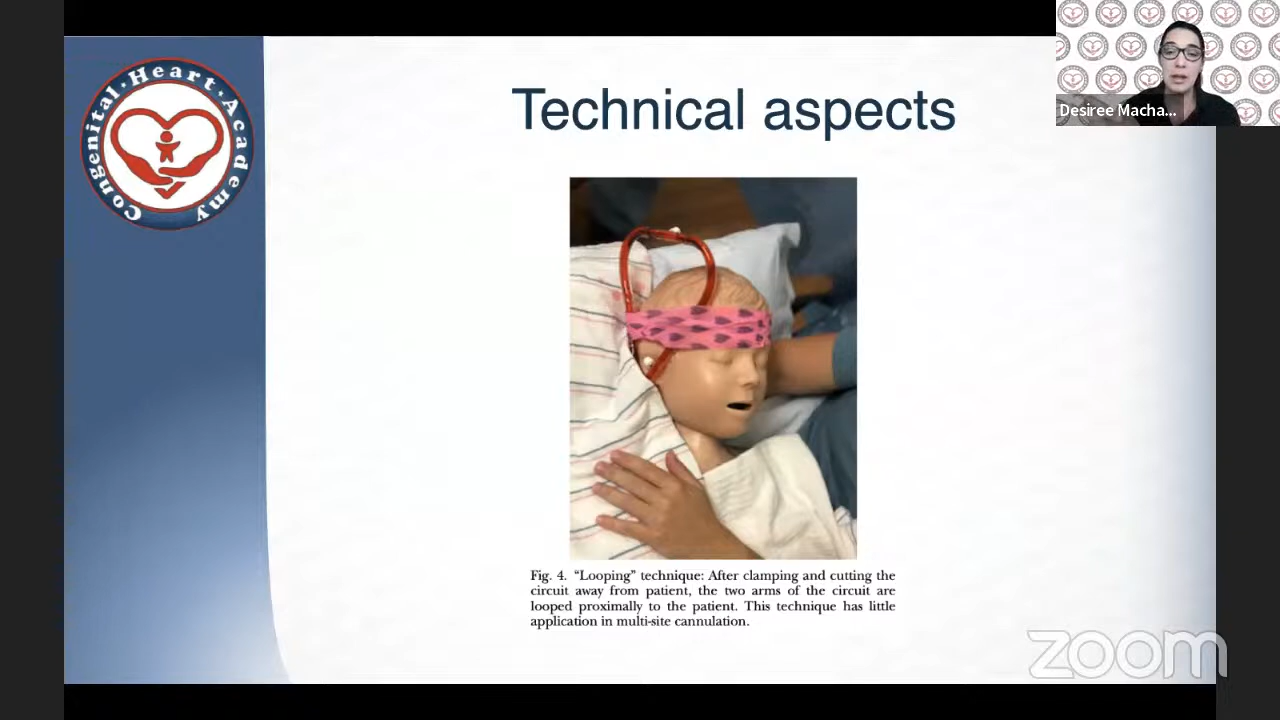 Congenital · Heart · Academy
Technical aspects
Desiree Macha...
Fig. 4. “Looping” technique: After clamping and cutting the
circuit away from patient, the two arms of the circuit are
looped proximally to the patient. This technique has little
application in multi-site cannulation.
zoom